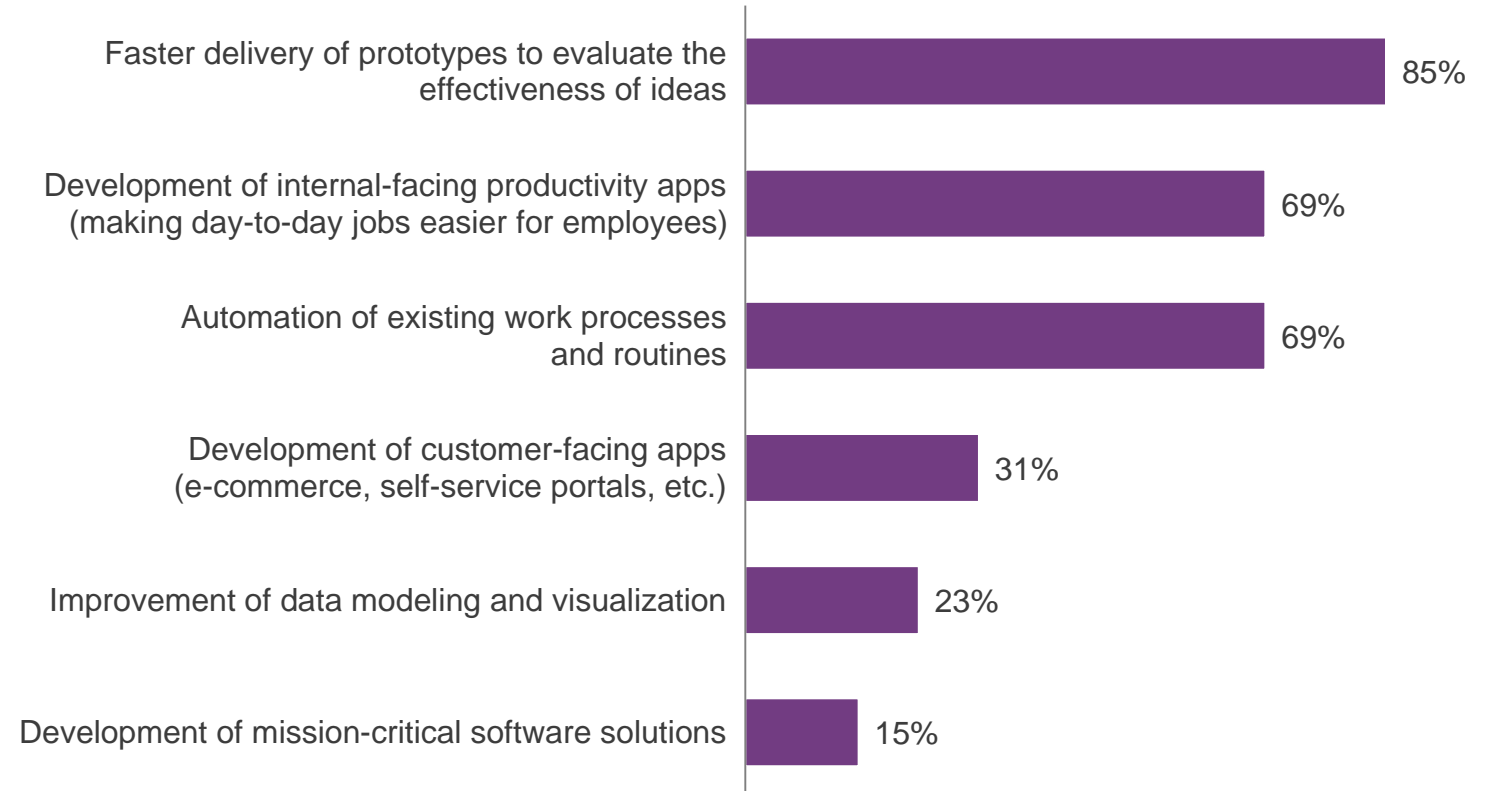 Faster delivery of prototypes to evaluate the
effectiveness of ideas
85%
Development of internal-facing productivity apps
(making day-to-day jobs easier for employees)
69%
Automation of existing work processes
and routines
69%
Development of customer-facing apps
(e-commerce, self-service portals, etc.)
31%
Improvement of data modeling and visualization
23%
Development of mission-critical software solutions
15%